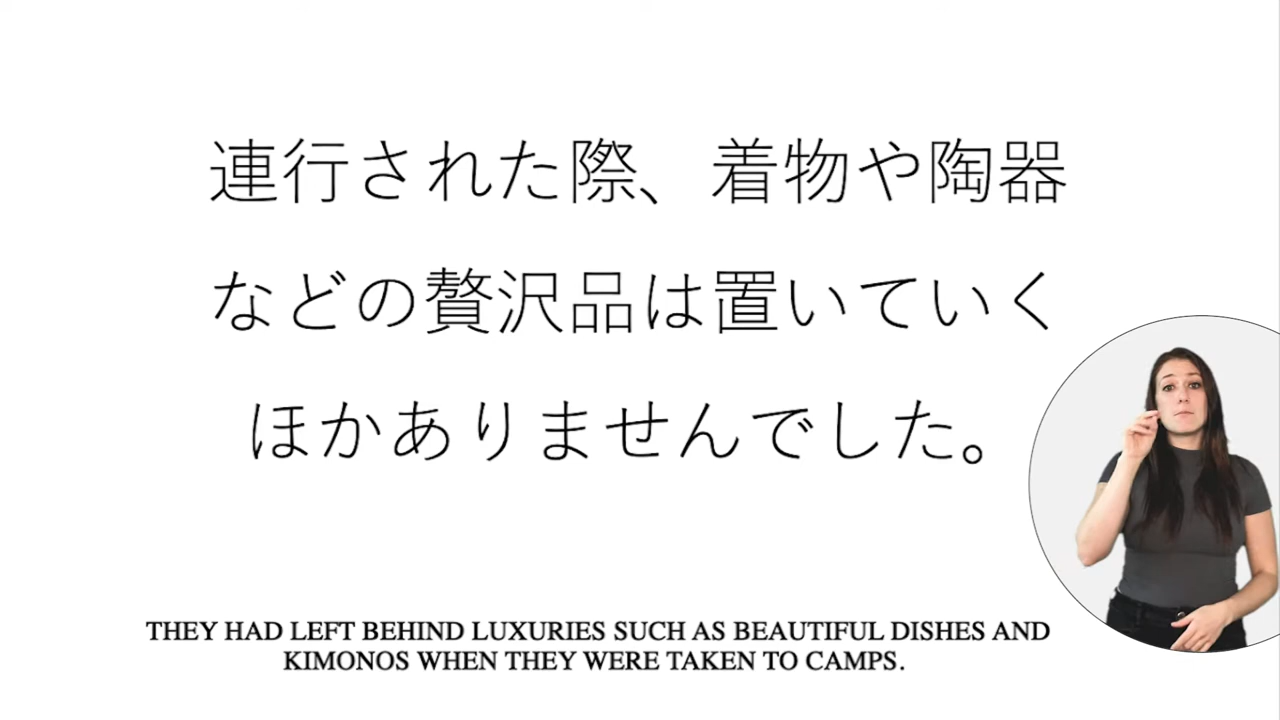 連行された際、着物や陶器
などの贅沢品は置いていく
ほかありませんでした。
THEY HAD LEFT BEHIND LUXURIES SUCH AS BEAUTIFUL DISHES AND
KIMONOS WHEN THEY WERE TAKEN TO CAMPS.